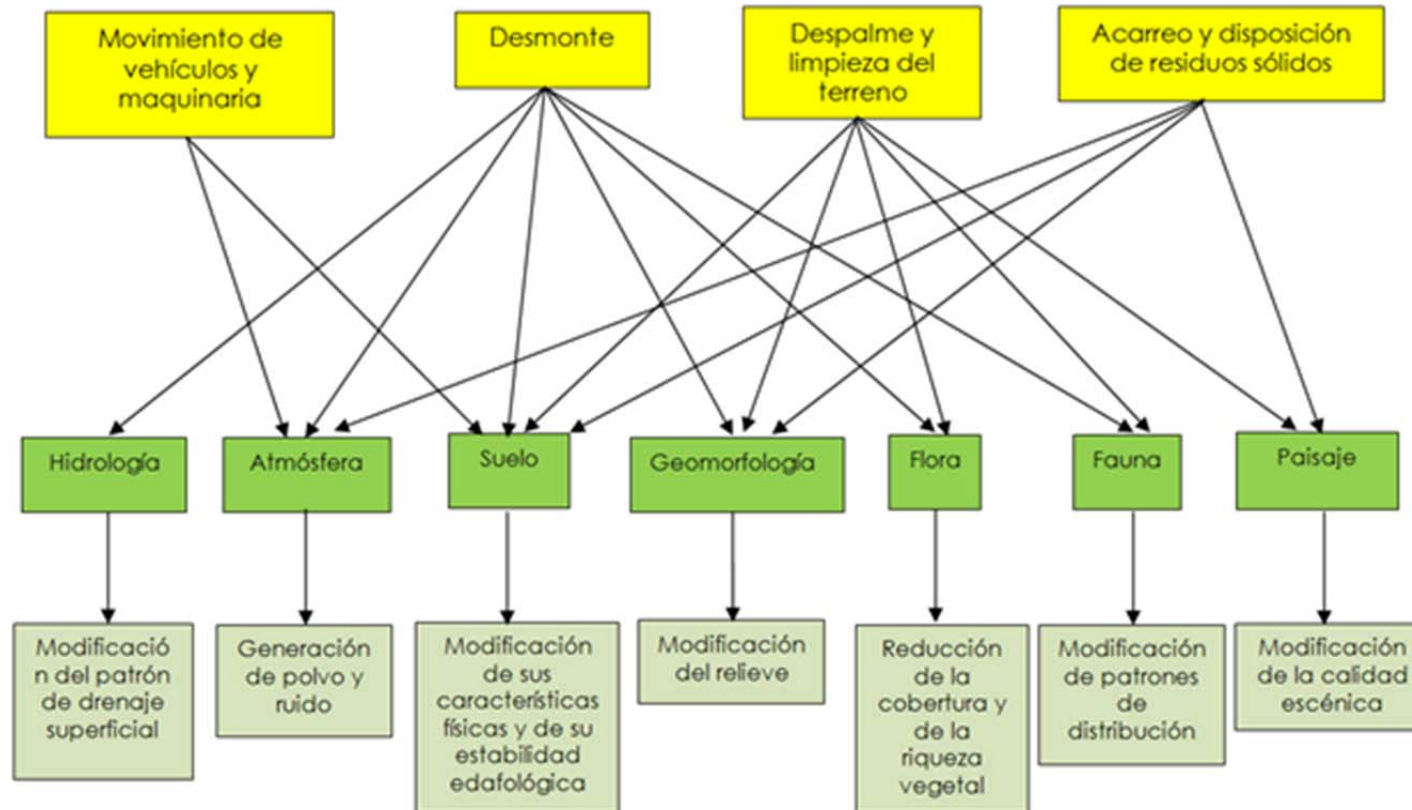 Movimiento de
vehículos y
maquinaria
Desmonte
Despalme y
limpieza del
terreno
Acarreo y disposición
de residuos sólidos
Hidrología
Atmósfera
Suelo
Geomorfología
Flora
Fauna
Paisaje
Modificació
n del patrón
de drenaje
superficial
Generación
de polvo y
ruido
Modificación
de sus
características
físicas y de su
estabilidad
edafológica
Modificación
del relieve
Reducción
de la
cobertura y
de la
riqueza
vegetal
Modificación
de patrones
de
distribución
Modificación
de la calidad
escénica